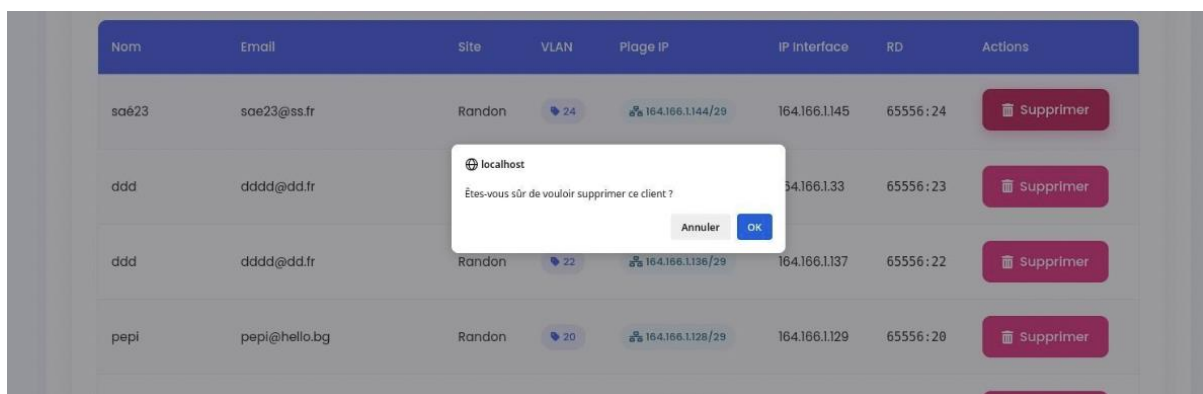 Nom Email Site VLAN Plage IP IP Interface RD Actions
saé23 sae23@ss.fr Randon 24 164.166.1.144/29 164.166.1.145 65556:24 Supprimer
localhost
Êtes-vous sûr de vouloir supprimer ce client ?
Annuler OK
ddd dddd@dd.fr 64.166.1.33 65556:23 Supprimer
ddd dddd@dd.fr Randon 22 164.166.1.136/29 164.166.1.137 65556:22 Supprimer
pepi pepi@hello.bg Randon 20 164.166.1.128/29 164.166.1.129 65556:20 Supprimer